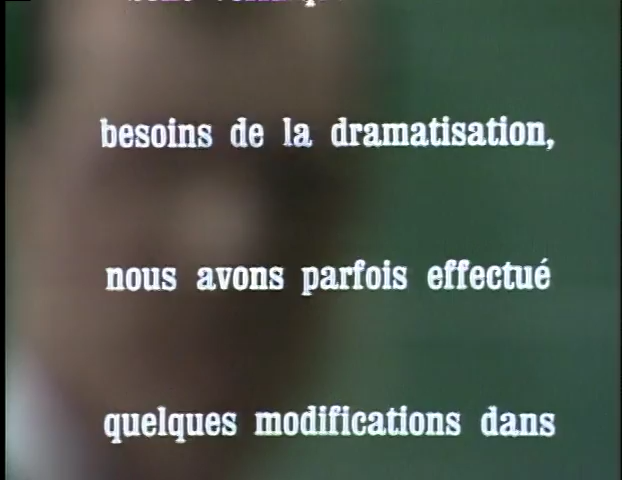 besoins de la dramatisation,
nous avons parfois effectué
quelques modifications dans